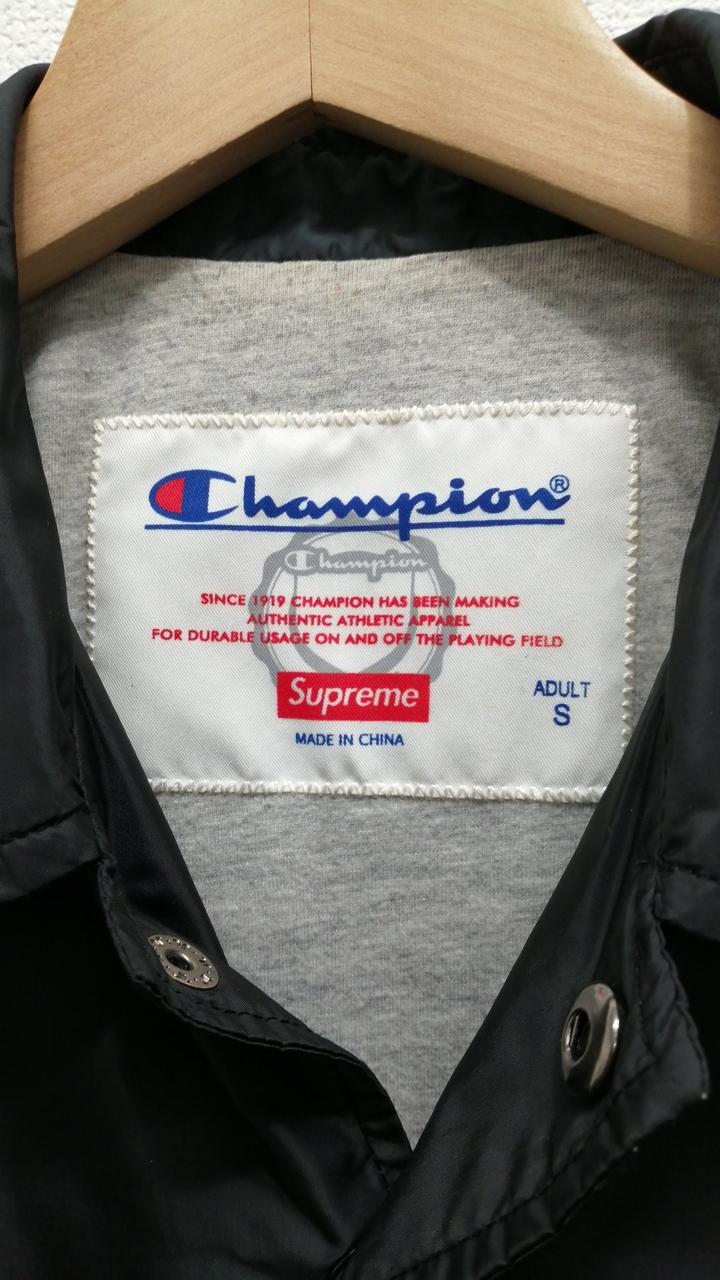 Champion®
Champion
SINCE 1919 CHAMPION HAS BEEN MAKING
AUTHENTIC ATHLETIC APPAREL
FOR DURABLE USAGE ON AND OFF THE PLAYING FIELD
Supreme
ADULT
S
MADE IN CHINA